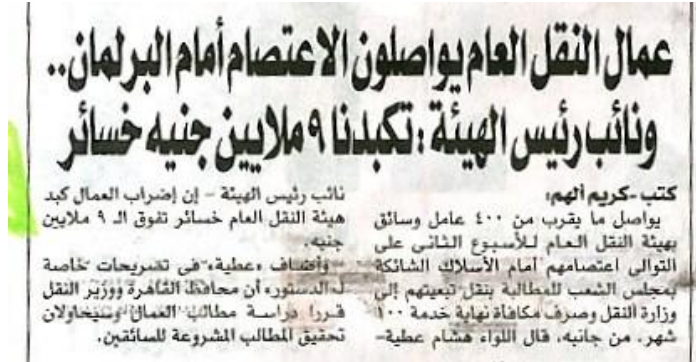 عمال النقل العام يواصلون الاعتصام أمام البرلمان..
ونائب رئيس الهيئة : تكبدنا ٩ ملايين جنيه خسائر
كتب-كريم الهم:
يواصل ما يقرب من ٤٠٠ عامل وسائق
بهيئة النقل العام للأسبوع الثانى على
التوالى اعتصامهم أمام الأسلاك الشائكة
بمجلس الشعب للمطالبة بنقل تبعيتهم إلى
وزارة النقل وصرف مكافأة نهاية خدمة ١٠٠
شهر. من جانبه، قال اللواء هشام عطية-
نائب رئيس الهيئة - إن إضراب العمال كبد
هيئة النقل العام خسائر تفوق الـ ٩ ملايين
جنيه.
وأضاف «عطية» فى تصريحات خاصة
لـ«الدستور» أن محافظ القاهرة ووزير النقل
قررا دراسة مطالب العمال وسيحاولان
تحقيق المطالب المشروعة للسائقين.